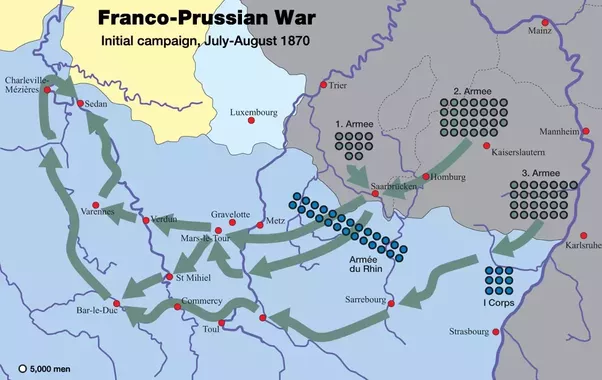 Franco-Prussian War
Initial campaign, July-August 1870
Mainz
Charleville-
Mézières
Sedan
Trier
2. Armee
Luxembourg
1. Armee
Mannheim
Kaiserslautern
3. Armee
Homburg
Saarbrücken
Varennes
Verdun
Gravelotte
Metz
Mars-le-Tour
Karlsruhe
Armée
du Rhin
St Mihiel
I Corps
Bar-le-Duc
Commercy
Sarrebourg
Toul
Strasbourg
5,000 men